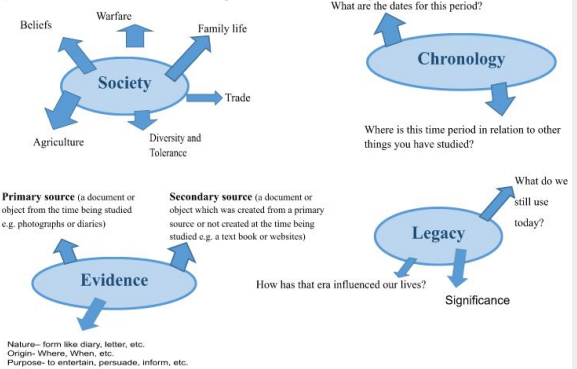 Beliefs
Warfare
Family life
Society
Trade
Agriculture
Diversity and
Tolerance
What are the dates for this period?
Chronology
Where is this time period in relation to other
things you have studied?
Primary source (a document or
object from the time being studied
e.g. photographs or diaries)
Secondary source (a document or
object which was created from a primary
source or not created at the time being
studied e.g. a text book or websites)
Evidence
Nature– form like diary, letter, etc.
Origin- Where, When, etc.
Purpose- to entertain, persuade, inform, etc.
What do we
still use
today?
Legacy
How has that era influenced our lives?
Significance